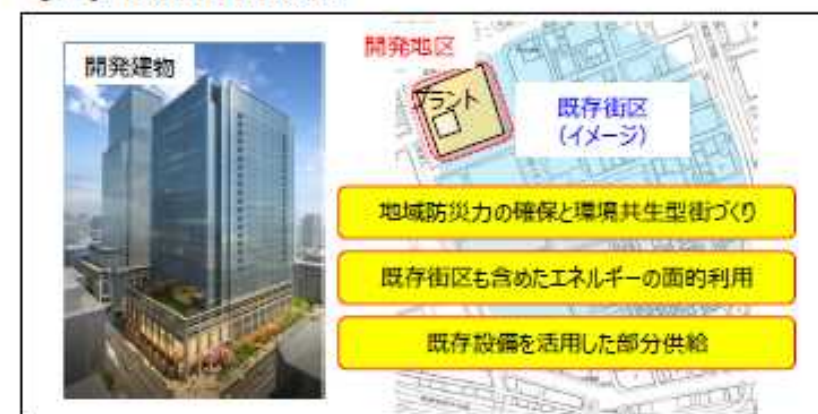 開発建物
開発地区
プラント
既存街区
(イメージ)
地域防災力の確保と環境共生型街づくり
既存街区も含めたエネルギーの面的利用
既存設備を活用した部分供給